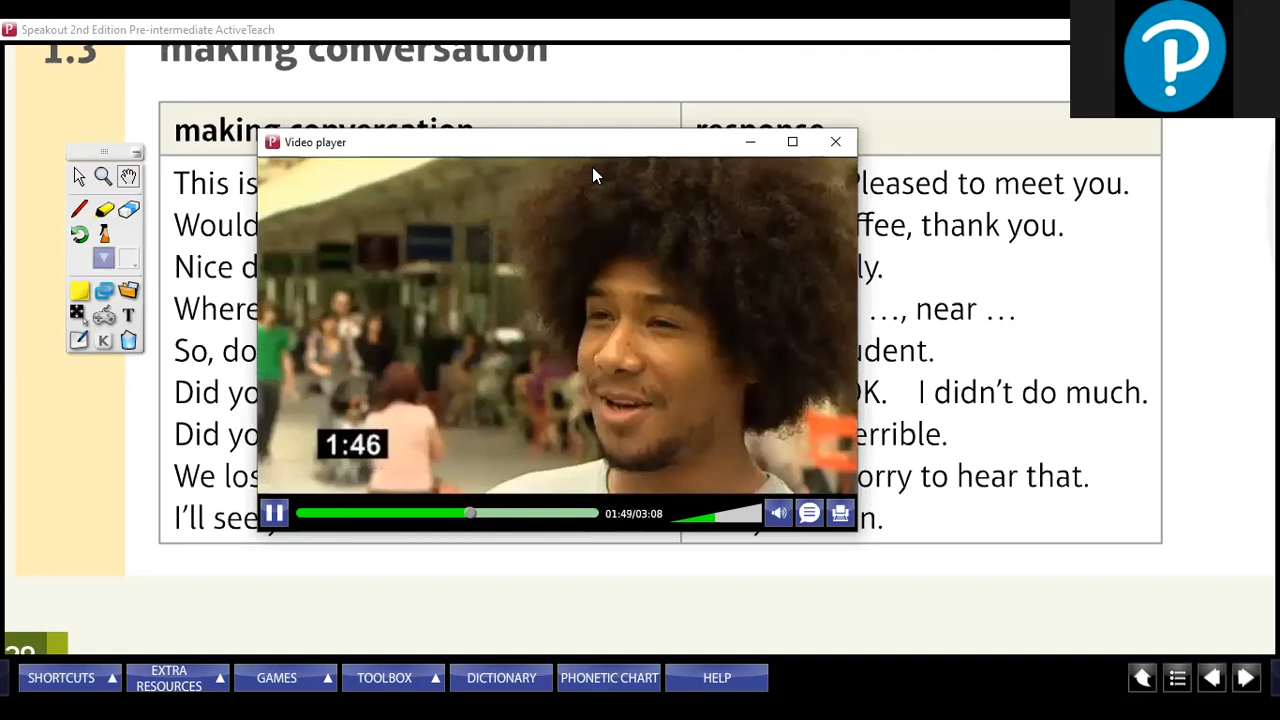 Speakout 2nd Edition Pre-intermediate ActiveTeach
1.3 making conversation
making conversation response
Video player
This is Pleased to meet you.
Would ffee, thank you.
Nice d ly.
Where …, near …
So, do udent.
Did yo OK. I didn't do much.
Did yo errible.
We los orry to hear that.
I'll see n.
1:46
01:49/03:08
T
K
SHORTCUTS
EXTRA
RESOURCES
GAMES
TOOLBOX
DICTIONARY
PHONETIC CHART
HELP